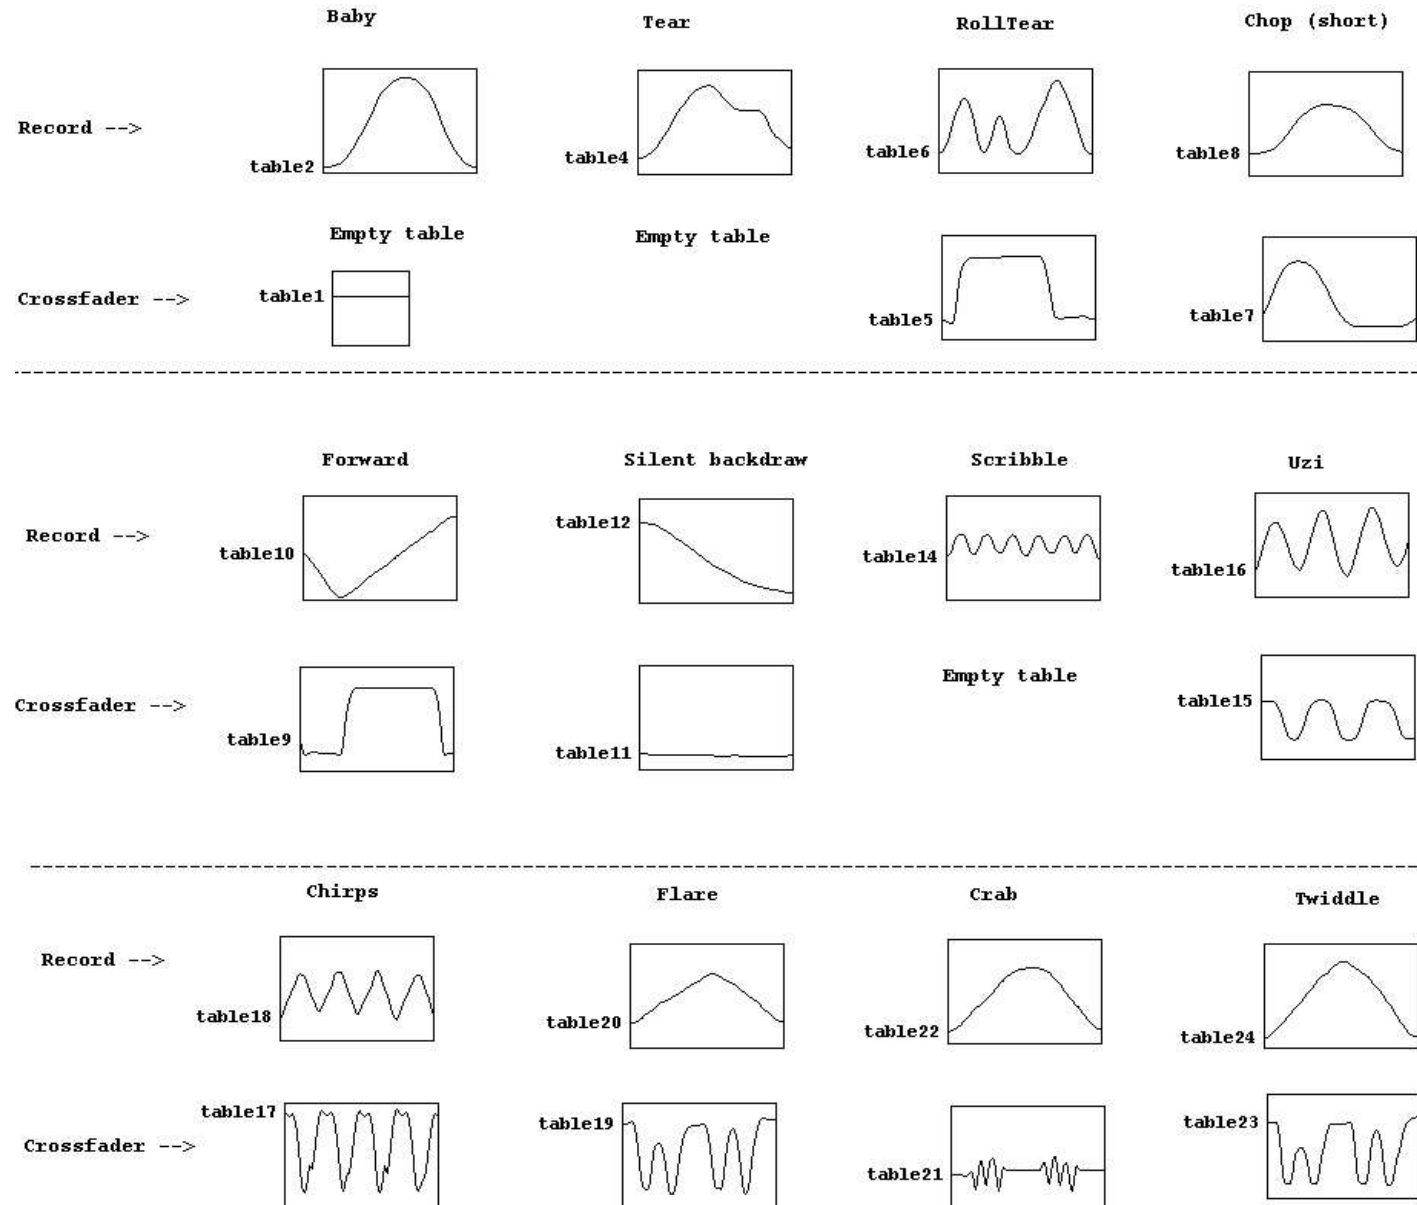 Baby Tear RollTear Chop (short)
Record -->
table2 table4 table6 table8
Empty table Empty table
Crossfader -->
table1 table5 table7
Forward Silent backdraw Scribble Uzi
Record -->
table10 table12 table14 table16
Empty table
Crossfader -->
table9 table11 table15
Chirps Flare Crab Twiddle
Record -->
table18 table20 table22 table24
Crossfader -->
table17 table19 table21 table23